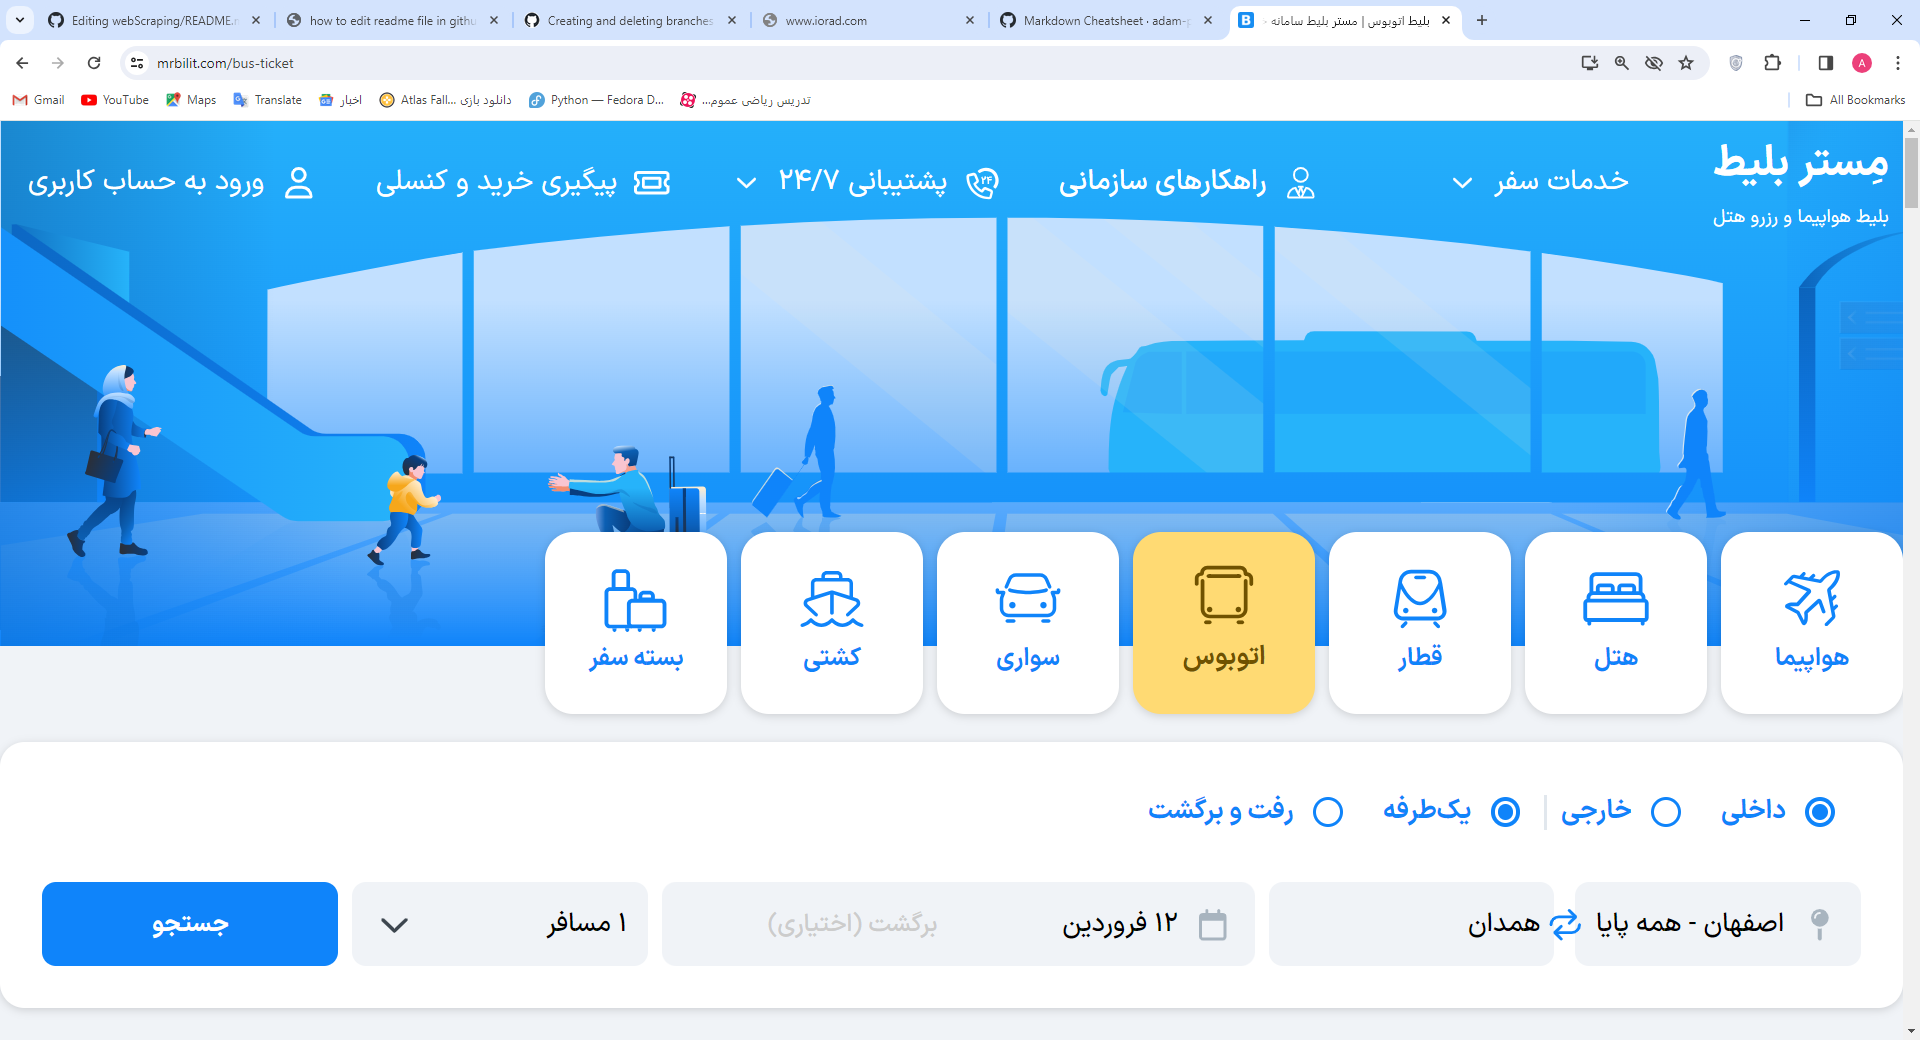 Editing webScraping/README.m
how to edit readme file in githu
Creating and deleting branches
www.iorad.com
Markdown Cheatsheet · adam-p
بلیط اتوبوس | مستر بلیط سامانه -
mrbilit.com/bus-ticket
A
Gmail
YouTube
Maps
Translate
اخبار
Atlas Fall... دانلود بازی
Python — Fedora D...
تدریس ریاضی عموم...
All Bookmarks
مِستر بلیط
بلیط هواپیما و رزرو هتل
خدمات سفر
راهکارهای سازمانی
پشتیبانی ۲۴/۷
پیگیری خرید و کنسلی
ورود به حساب کاربری
هواپیما
هتل
قطار
اتوبوس
سواری
کشتی
بسته سفر
داخلی
خارجی
یک‌طرفه
رفت و برگشت
اصفهان - همه پایا
همدان
۱۲ فروردین
برگشت (اختیاری)
۱ مسافر
جستجو